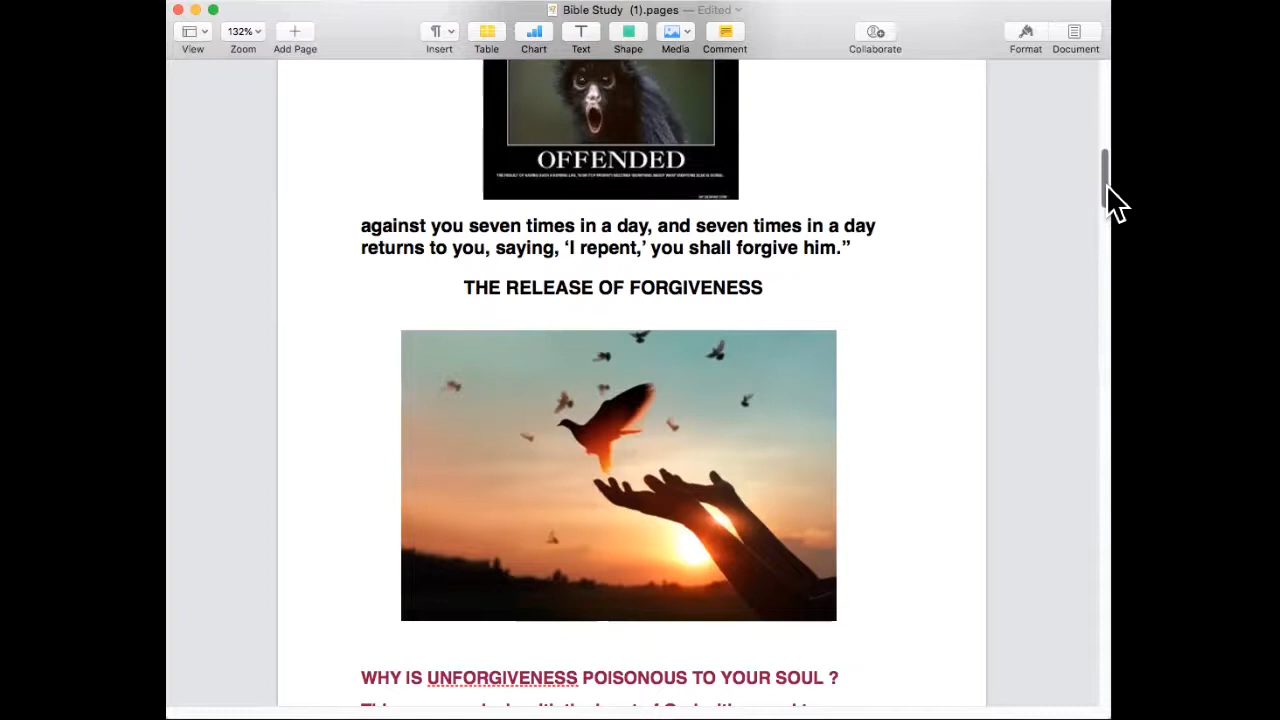 Bible Study (1).pages — Edited
132%
View
Zoom
Add Page
Insert
Table
Chart
Text
Shape
Media
Comment
Collaborate
Format
Document
OFFENDED
against you seven times in a day, and seven times in a day
returns to you, saying, ‘I repent,’ you shall forgive him.”
THE RELEASE OF FORGIVENESS
WHY IS UNFORGIVENESS POISONOUS TO YOUR SOUL ?